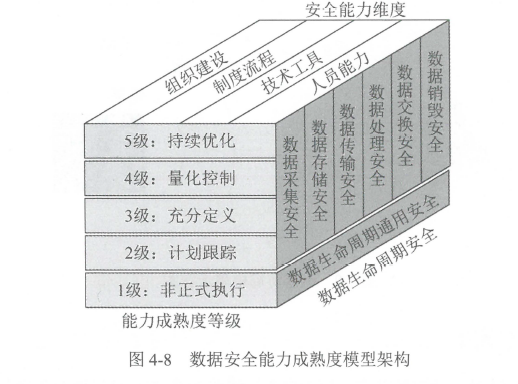 安全能力维度
组织建设
制度流程
技术工具
人员能力
5级：持续优化
4级：量化控制
3级：充分定义
2级：计划跟踪
1级：非正式执行
数据采集安全
数据存储安全
数据传输安全
数据处理安全
数据交换安全
数据销毁安全
数据生命周期通用安全
数据生命周期安全
能力成熟度等级
图 4-8 数据安全能力成熟度模型架构